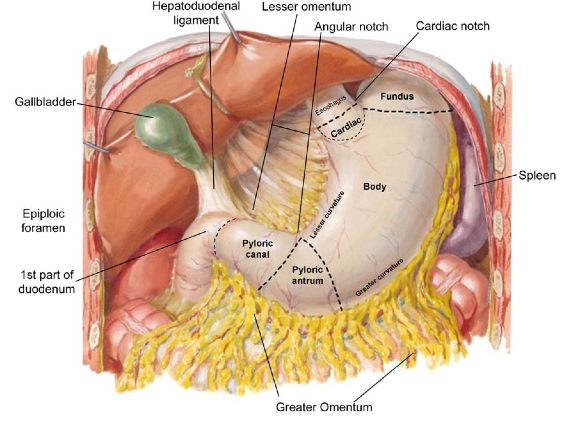 Hepatoduodenal
ligament
Lesser omentum
Angular notch
Cardiac notch
Gallbladder
Esophagus
Cardiac
Fundus
Body
Spleen
Lesser curvature
Epiploic
foramen
Pyloric
canal
Pyloric
antrum
Greater curvature
1st part of
duodenum
Greater Omentum